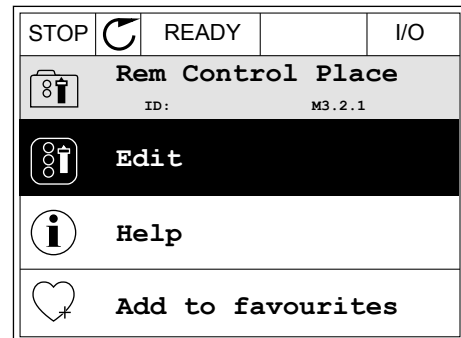 STOP READY I/O
Rem Control Place
ID: M3.2.1
Edit
Help
Add to favourites